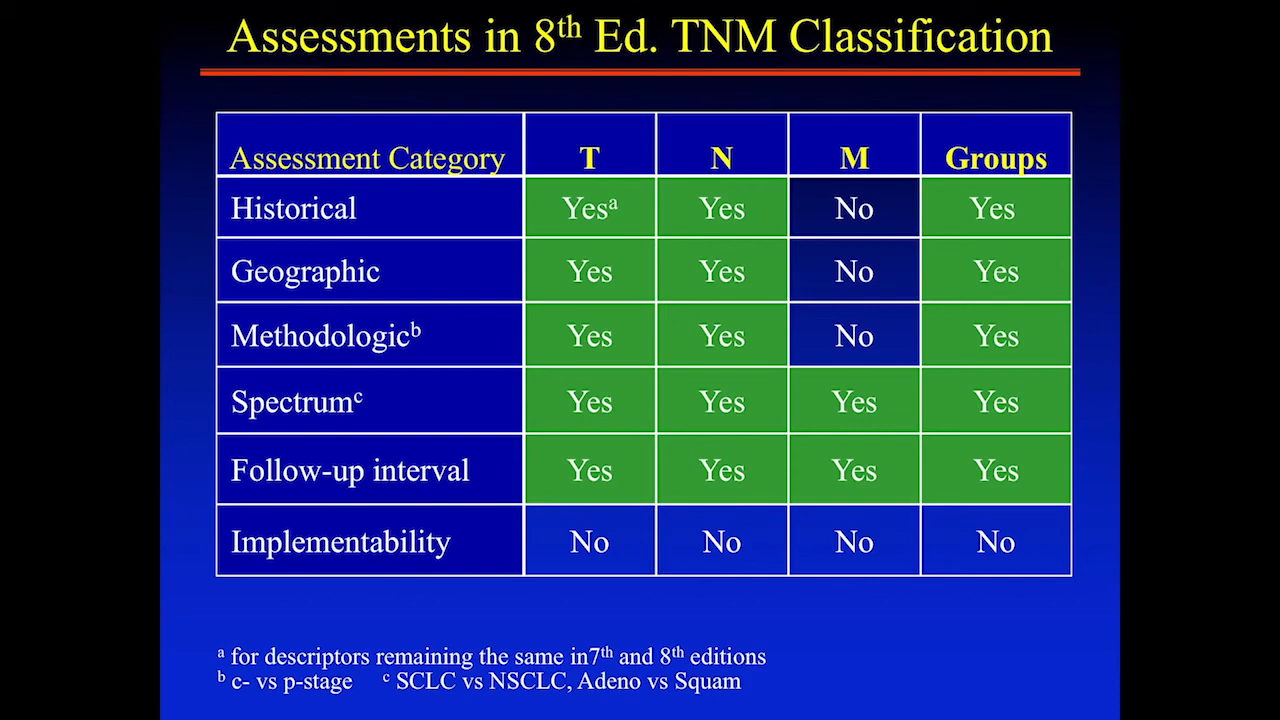 Assessments in 8th Ed. TNM Classification
Assessment Category T N M Groups
Historical Yesa Yes No Yes
Geographic Yes Yes No Yes
Methodologicb Yes Yes No Yes
Spectrumc Yes Yes Yes Yes
Follow-up interval Yes Yes Yes Yes
Implementability No No No No
a for descriptors remaining the same in7th and 8th editions
b c- vs p-stage c SCLC vs NSCLC, Adeno vs Squam